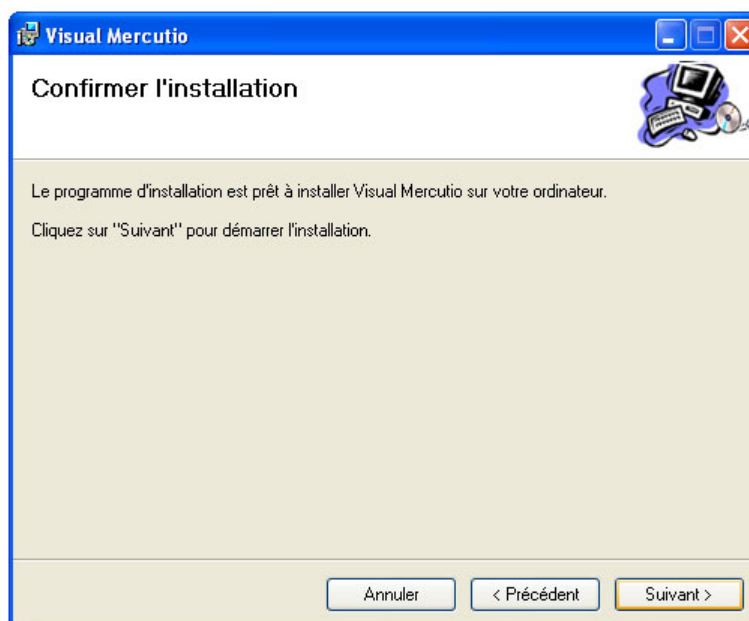 Visual Mercutio
Confirmer l'installation
Le programme d'installation est prêt à installer Visual Mercutio sur votre ordinateur.
Cliquez sur "Suivant" pour démarrer l'installation.
Annuler
< Précédent
Suivant >